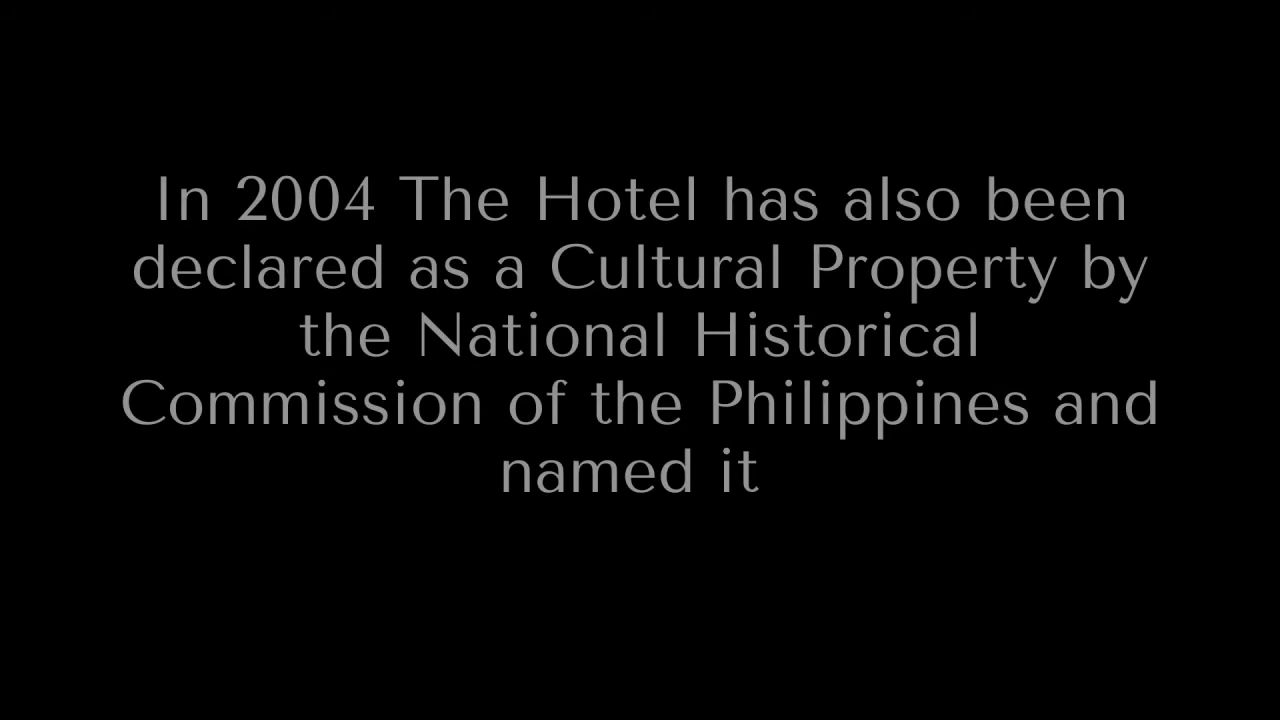 In 2004 The Hotel has also been
declared as a Cultural Property by
the National Historical
Commission of the Philippines and
named it